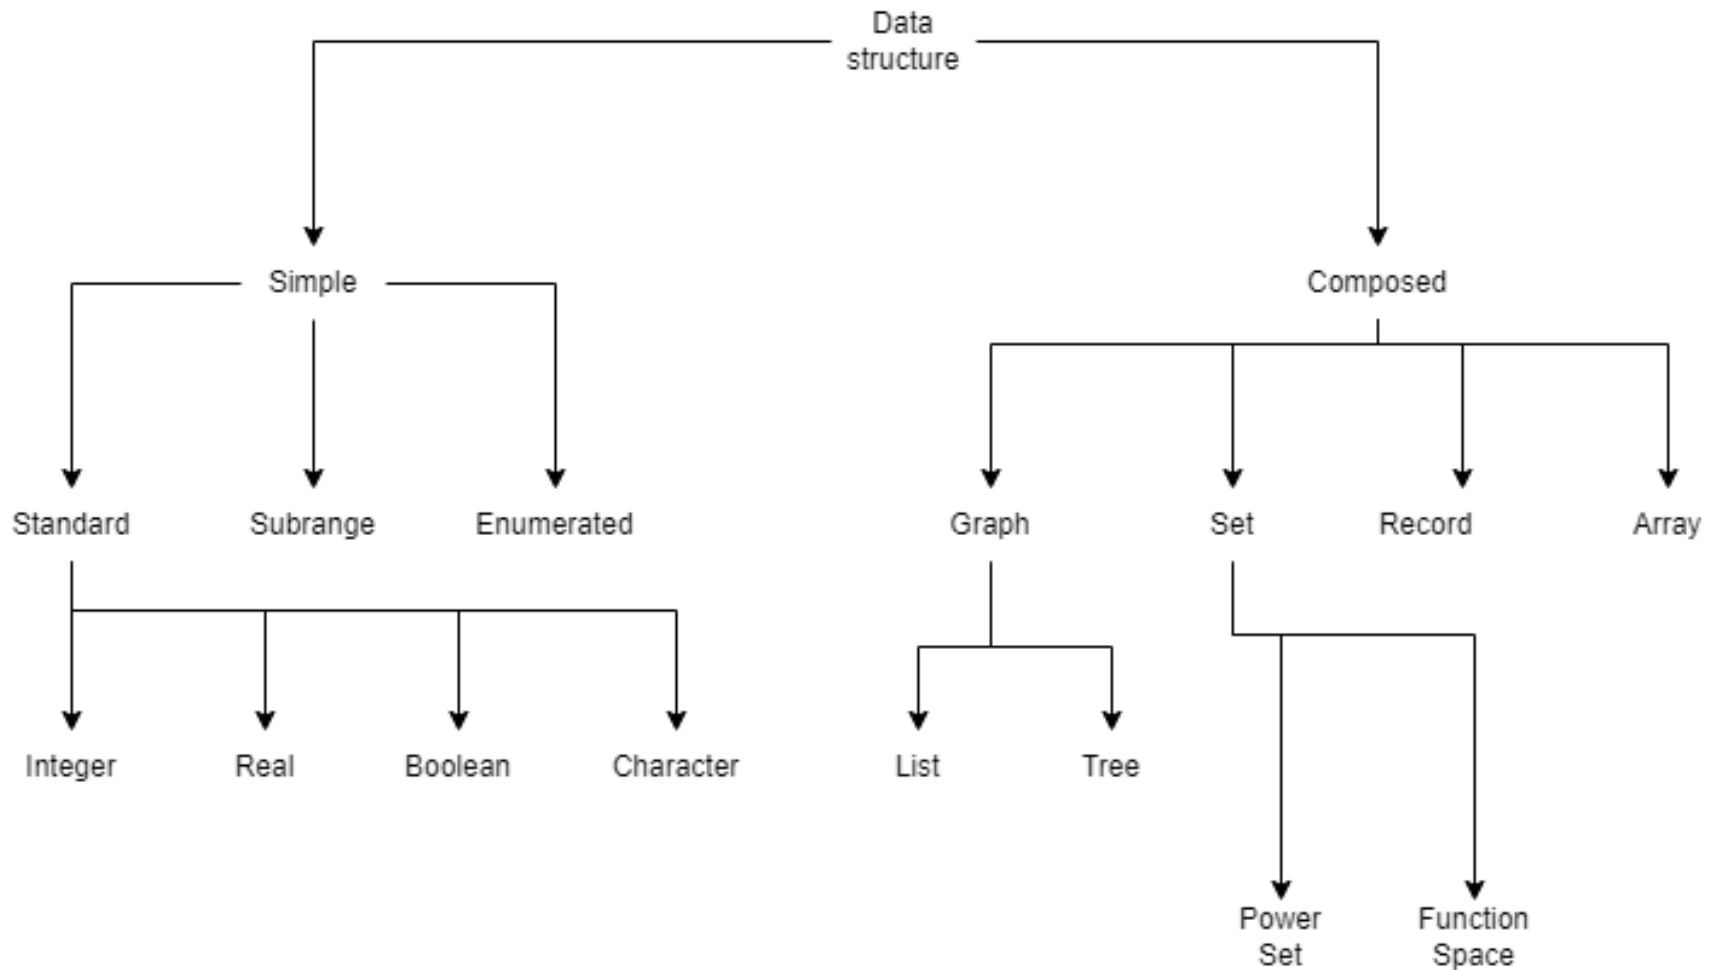 Data
structure
Simple
Composed
Standard
Subrange
Enumerated
Graph
Set
Record
Array
Integer
Real
Boolean
Character
List
Tree
Power
Set
Function
Space